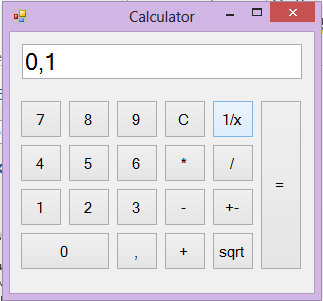 Calculator
0,1
7 8 9 C 1/x
4 5 6 * / =
1 2 3 - +-
0 , + sqrt